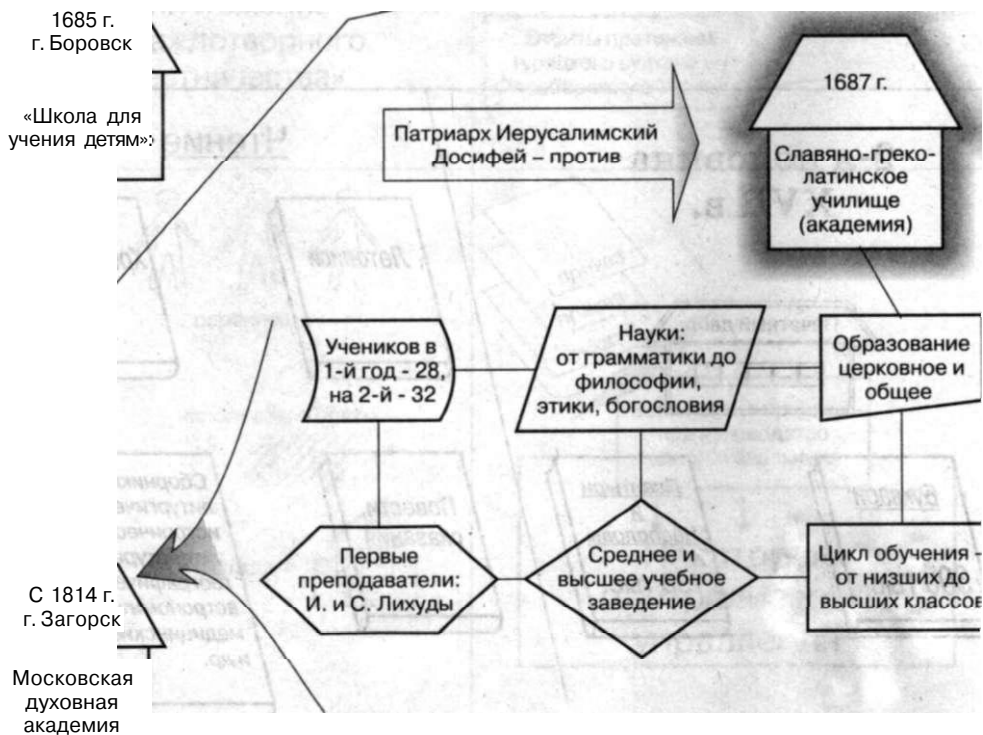 1685 г.
г. Боровск
«Школа для
учения детям»
Патриарх Иерусалимский
Досифей – против
1687 г.
Славяно-греко-
латинское
училище
(академия)
Учеников в
1-й год - 28,
на 2-й - 32
Науки:
от грамматики до
философии,
этики, богословия
Образование
церковное и
общее
Первые
преподаватели:
И. и С. Лихуды
Среднее и
высшее учебное
заведение
Цикл обучения -
от низших до
высших классов
С 1814 г.
г. Загорск
Московская
духовная
академия